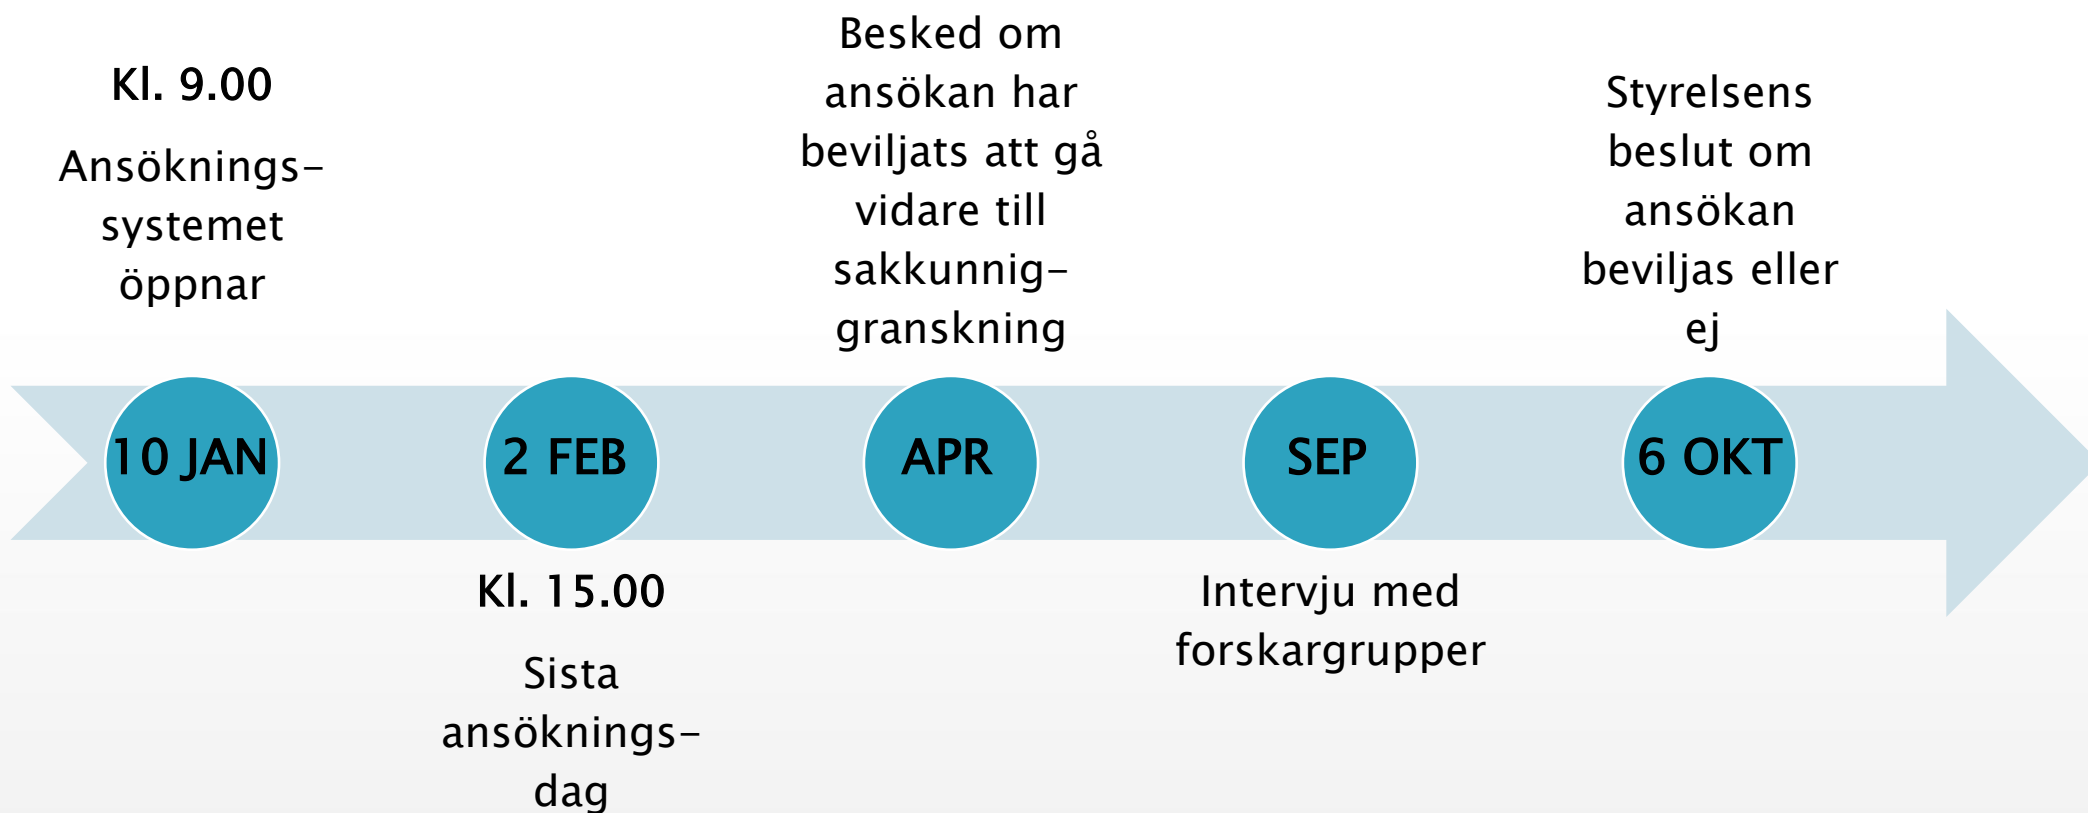 Kl. 9.00
Ansöknings-
systemet
öppnar
10 JAN
2 FEB
Kl. 15.00
Sista
ansöknings-
dag
Besked om
ansökan har
beviljats att gå
vidare till
sakkunnig-
granskning
APR
SEP
Intervju med
forskargrupper
Styrelsens
beslut om
ansökan
beviljas eller
ej
6 OKT